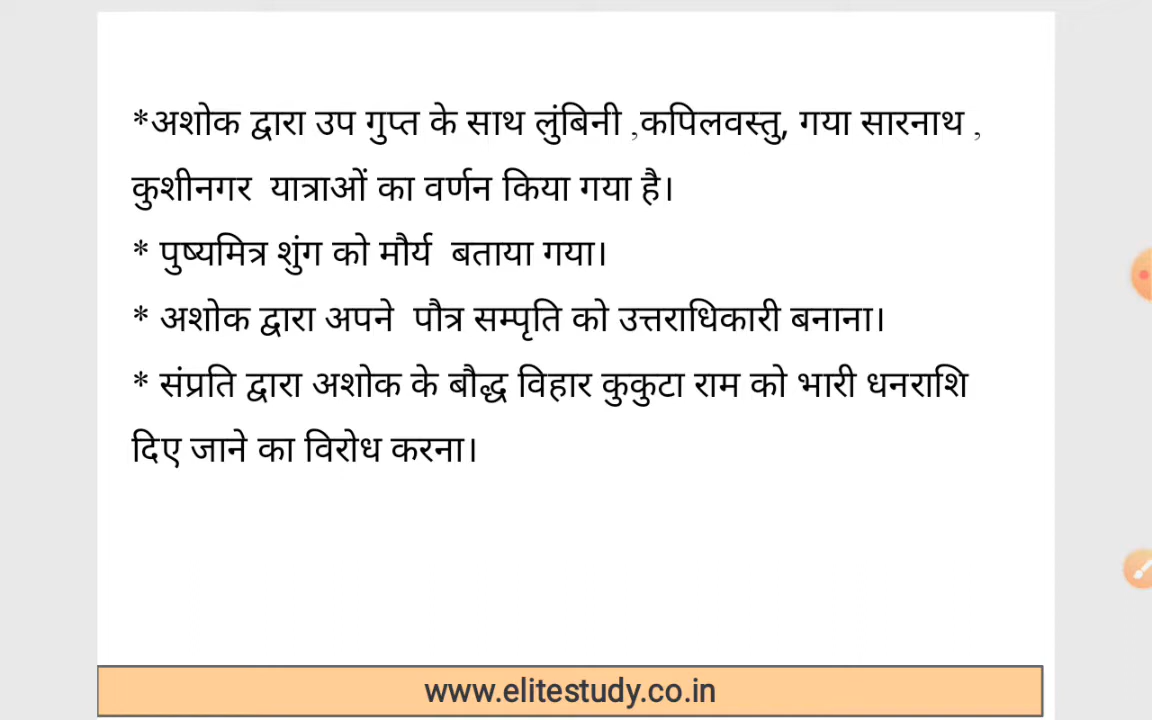 *अशोक द्वारा उप गुप्त के साथ लुंबिनी ,कपिलवस्तु, गया सारनाथ ,
कुशीनगर यात्राओं का वर्णन किया गया है।
* पुष्यमित्र शुंग को मौर्य बताया गया।
* अशोक द्वारा अपने पौत्र सम्पृति को उत्तराधिकारी बनाना।
* संप्रति द्वारा अशोक के बौद्ध विहार कुकुटा राम को भारी धनराशि
दिए जाने का विरोध करना।
www.elitestudy.co.in